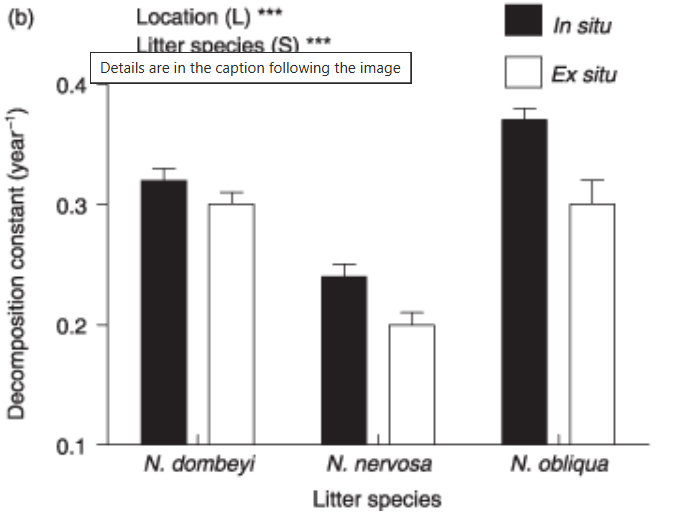 (b)
Location (L) ***
Litter species (S) ***
Details are in the caption following the image
In situ
Ex situ
Decomposition constant (year⁻¹)
0.4
0.3
0.2
0.1
N. dombeyi
N. nervosa
N. obliqua
Litter species